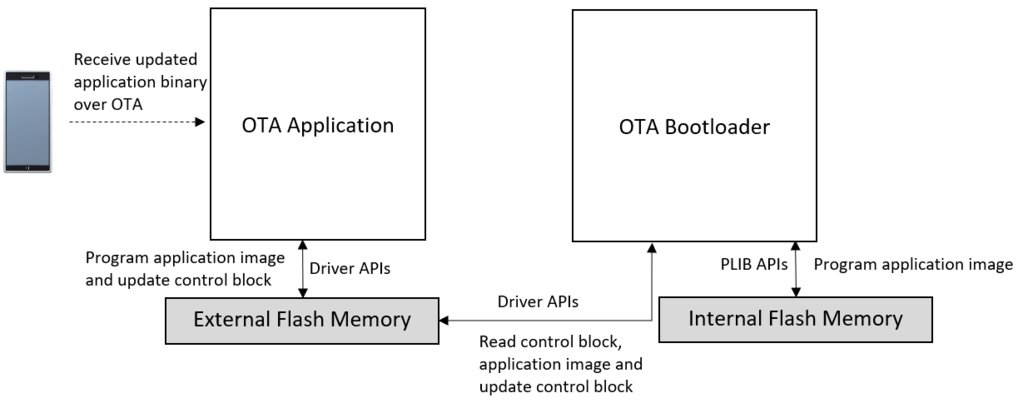 Receive updated
application binary
over OTA
OTA Application
OTA Bootloader
Program application image
and update control block
Driver APIs
PLIB APIs
Program application image
External Flash Memory
Driver APIs
Internal Flash Memory
Read control block,
application image and
update control block